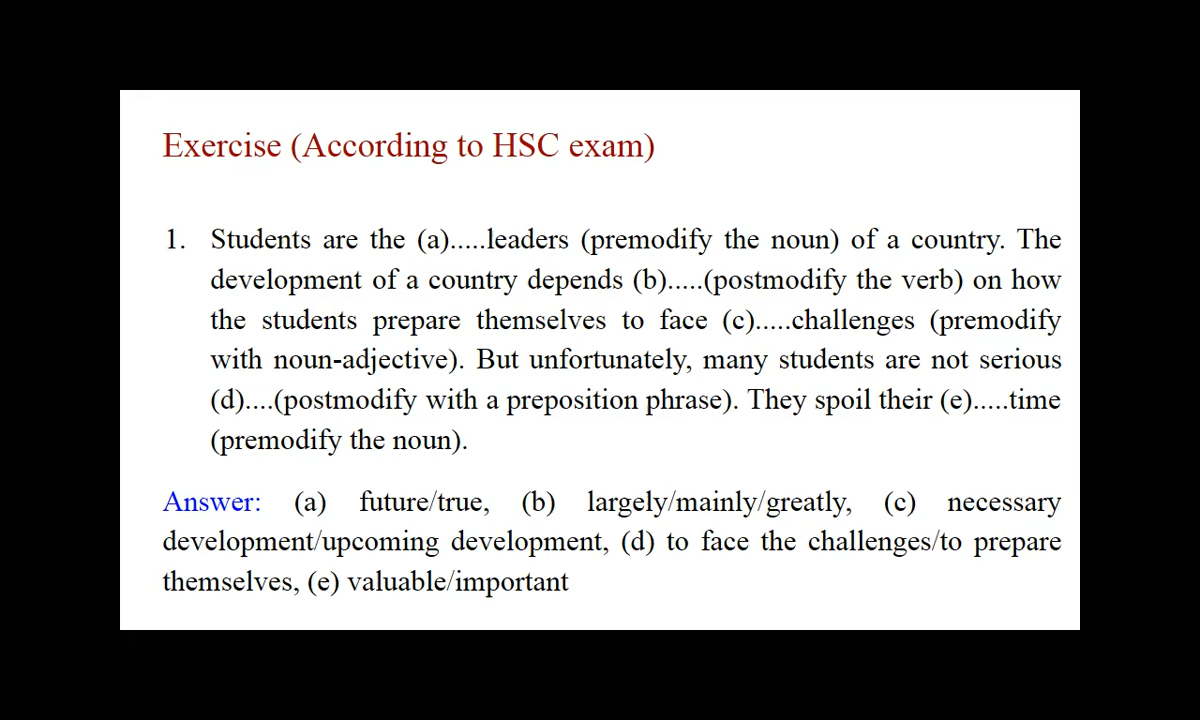 Exercise (According to HSC exam)
1. Students are the (a).....leaders (premodify the noun) of a country. The
development of a country depends (b).....(postmodify the verb) on how
the students prepare themselves to face (c).....challenges (premodify
with noun-adjective). But unfortunately, many students are not serious
(d)....(postmodify with a preposition phrase). They spoil their (e).....time
(premodify the noun).
Answer: (a) future/true, (b) largely/mainly/greatly, (c) necessary
development/upcoming development, (d) to face the challenges/to prepare
themselves, (e) valuable/important